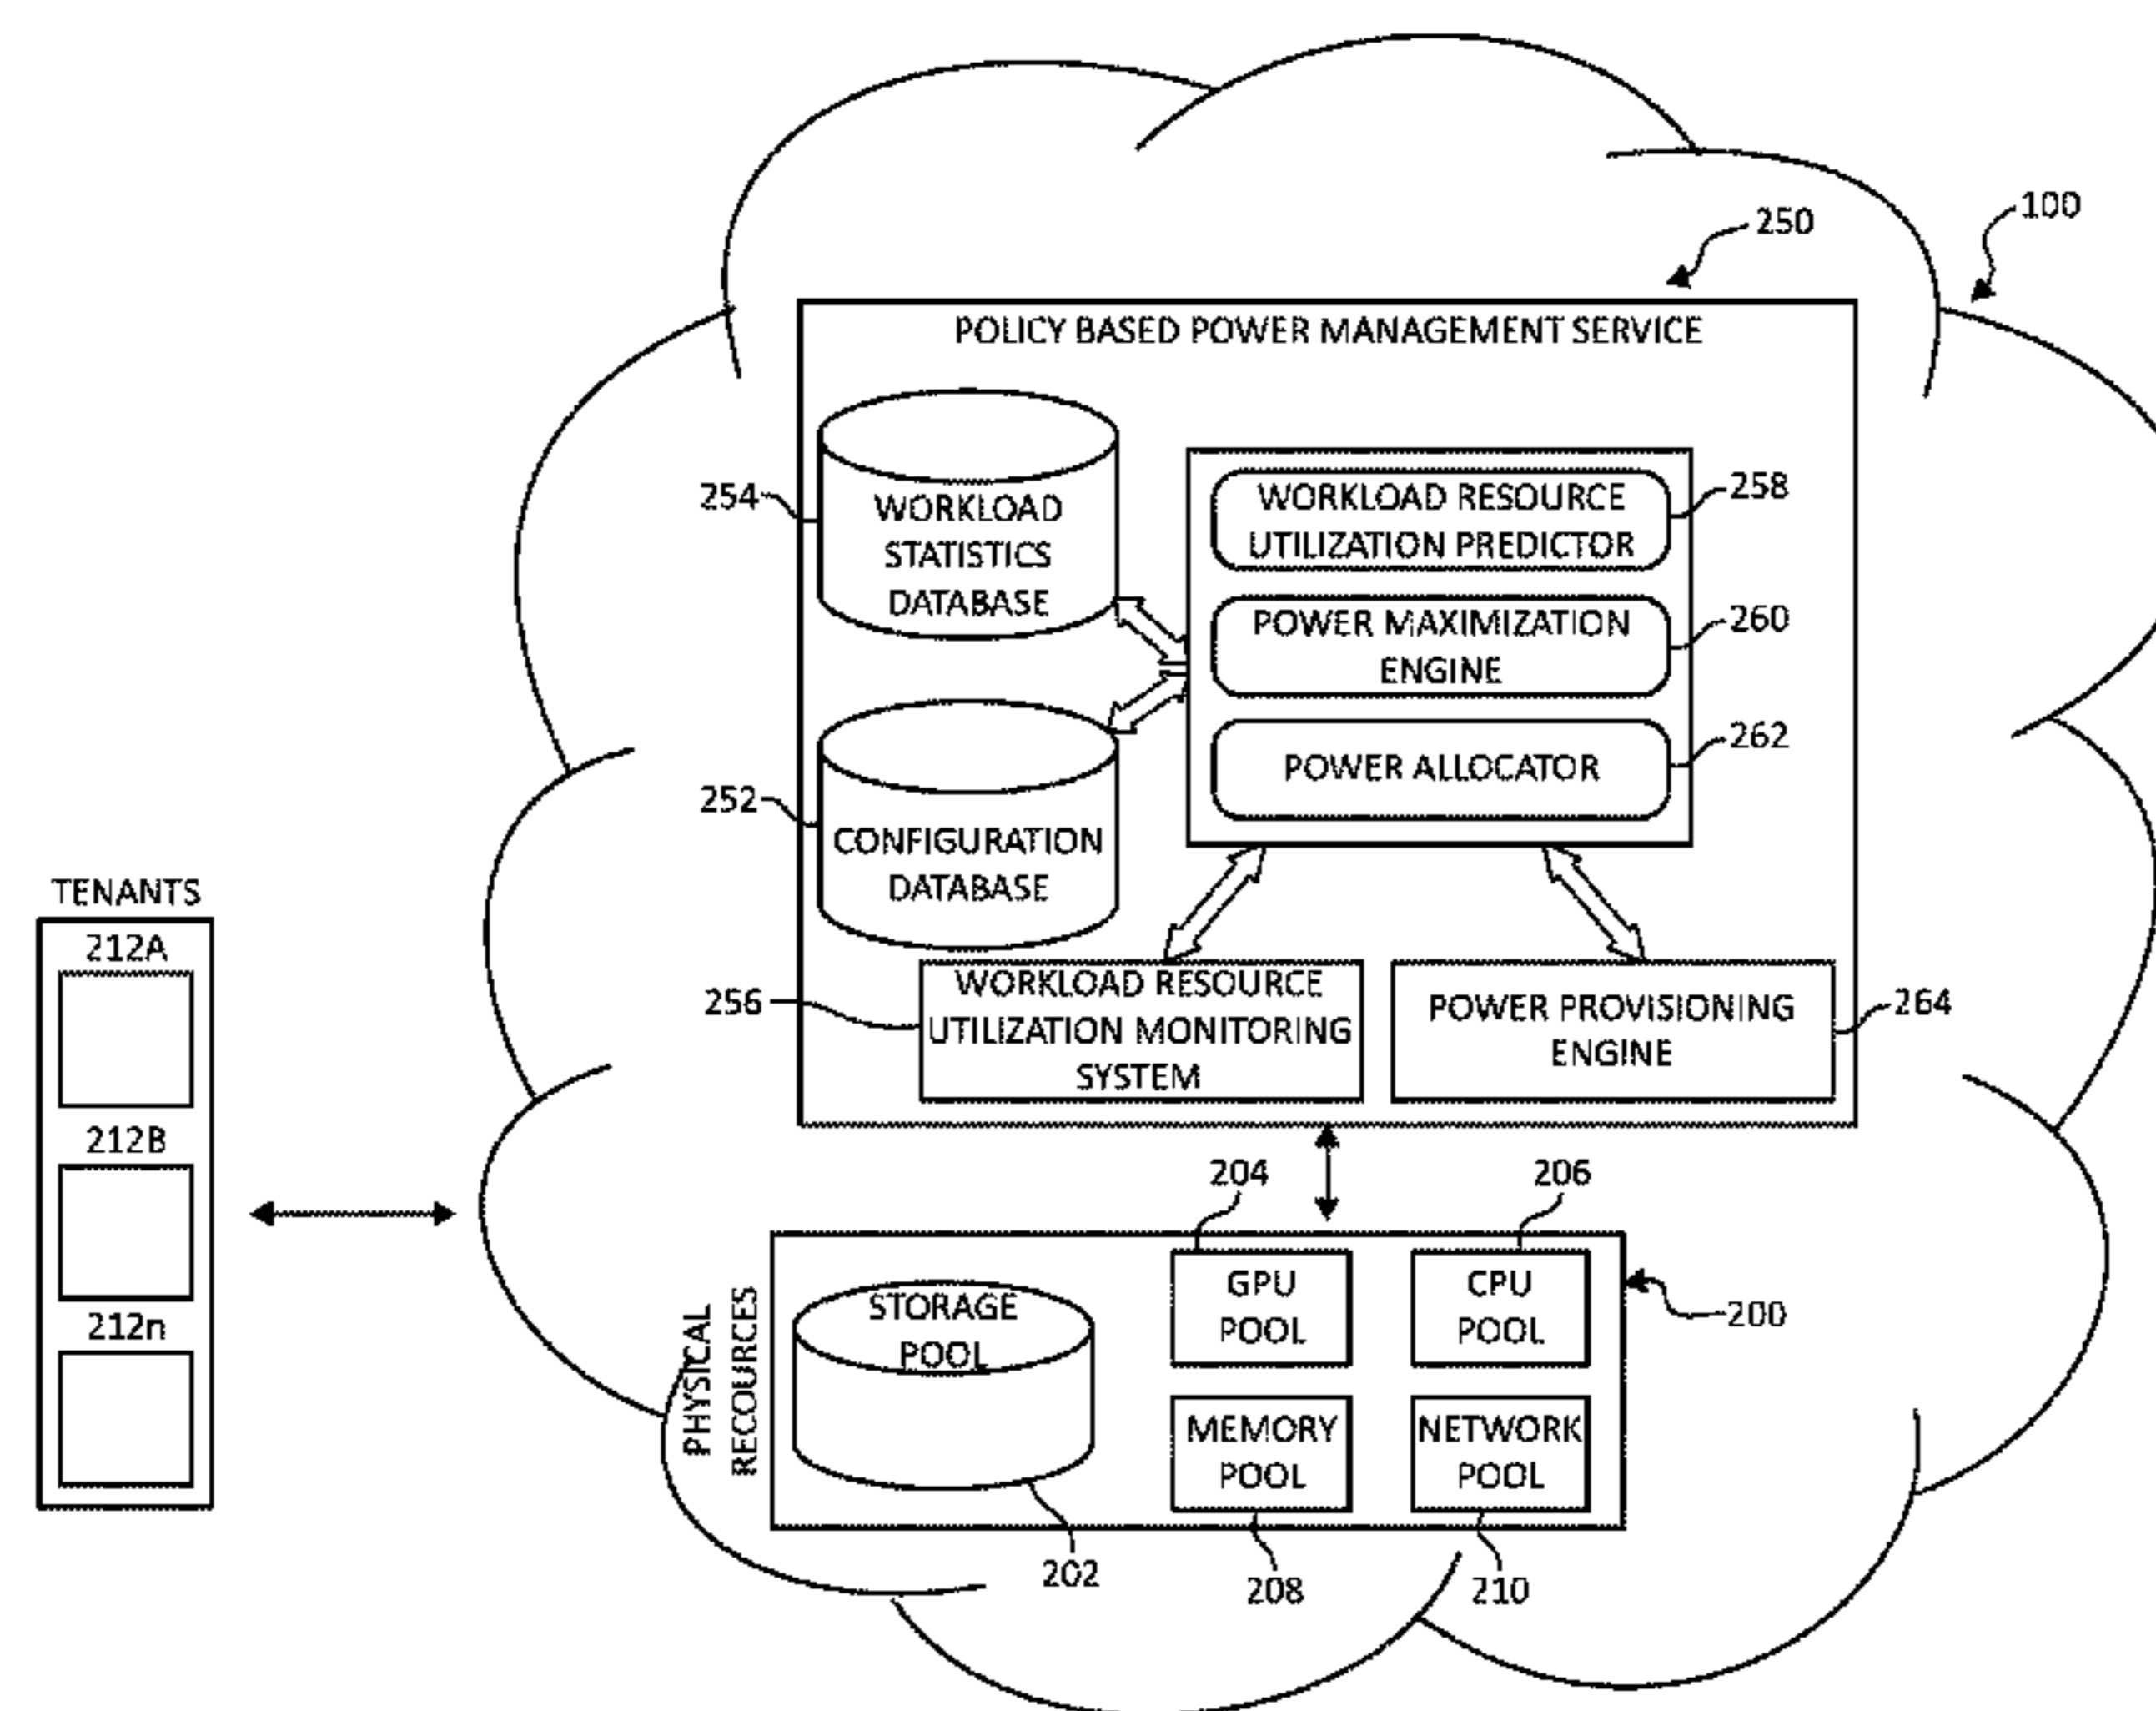 100
250
POLICY BASED POWER MANAGEMENT SERVICE
254
WORKLOAD
STATISTICS
DATABASE
WORKLOAD RESOURCE
UTILIZATION PREDICTOR
258
POWER MAXIMIZATION
ENGINE
260
POWER ALLOCATOR
262
252
CONFIGURATION
DATABASE
256
WORKLOAD RESOURCE
UTILIZATION MONITORING
SYSTEM
POWER PROVISIONING
ENGINE
264
TENANTS
212A
212B
212n
204
206
PHYSICAL
RECOURCES
STORAGE
POOL
GPU
POOL
CPU
POOL
200
MEMORY
POOL
NETWORK
POOL
202
208
210